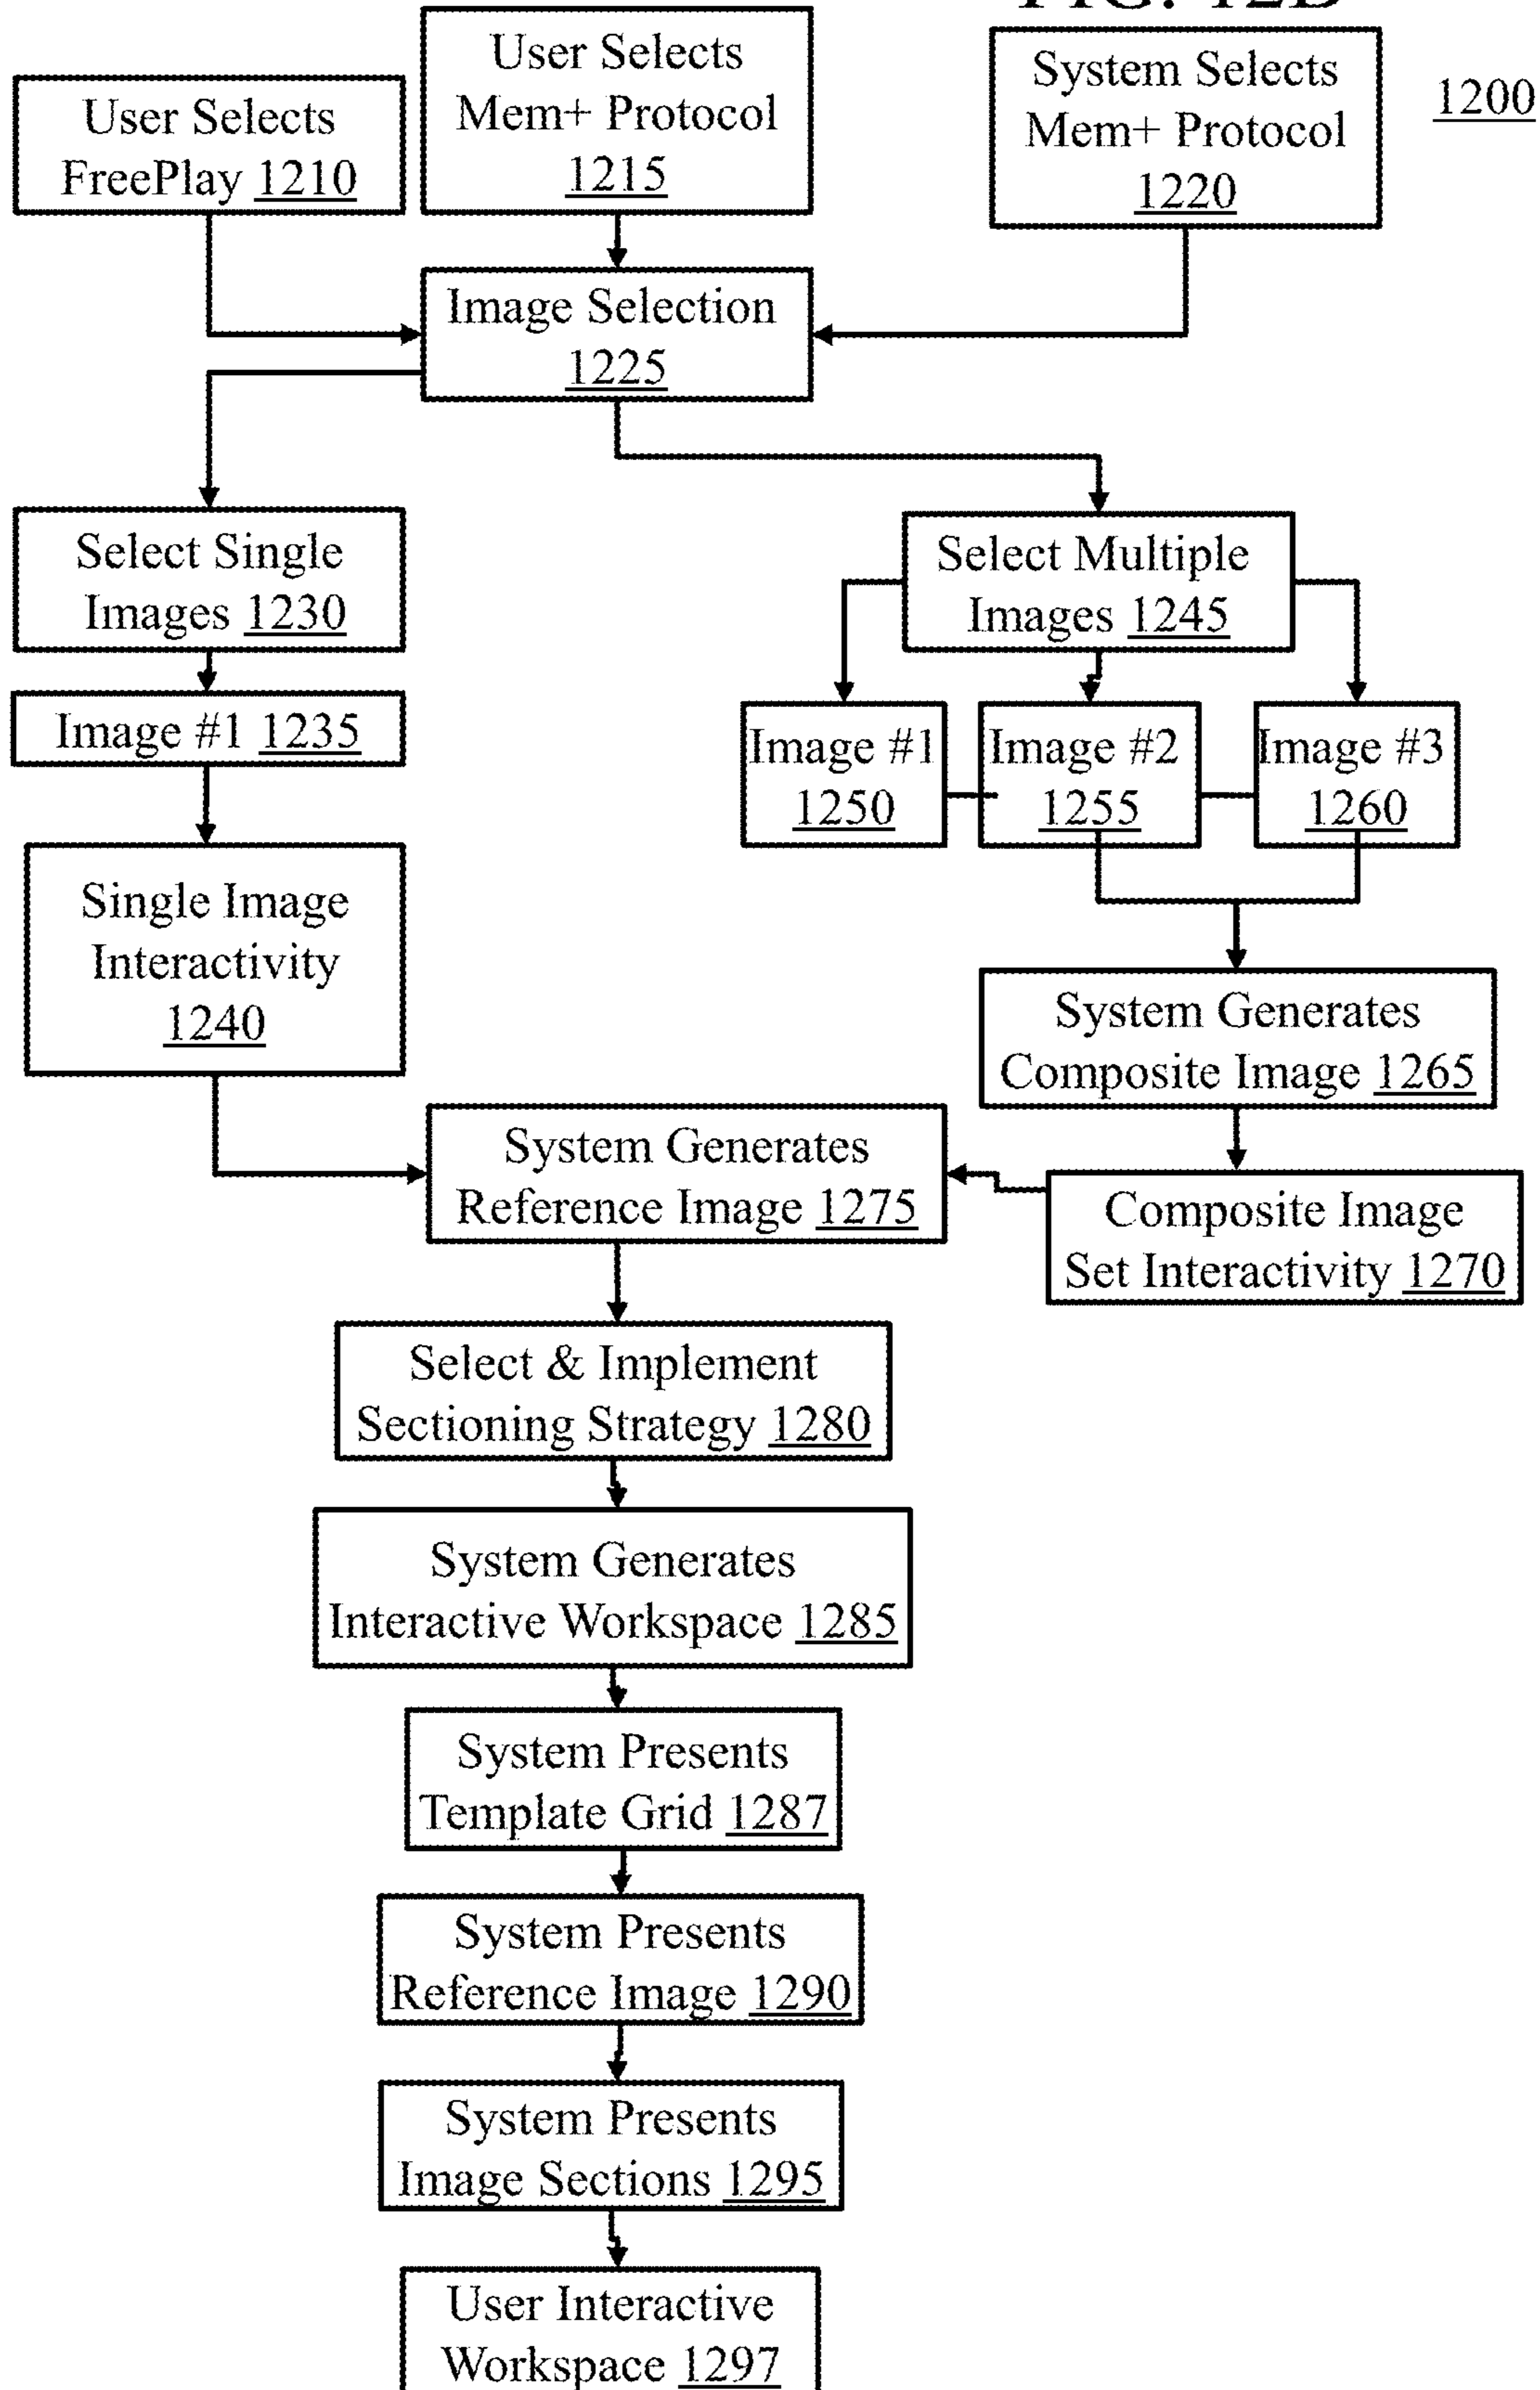 User Selects
FreePlay 1210
User Selects
Mem+ Protocol
1215
System Selects
Mem+ Protocol
1220
1200
Image Selection
1225
Select Single
Images 1230
Image #1 1235
Single Image
Interactivity
1240
Select Multiple
Images 1245
Image #1
1250
Image #2
1255
Image #3
1260
System Generates
Composite Image 1265
Composite Image
Set Interactivity 1270
System Generates
Reference Image 1275
Select & Implement
Sectioning Strategy 1280
System Generates
Interactive Workspace 1285
System Presents
Template Grid 1287
System Presents
Reference Image 1290
System Presents
Image Sections 1295
User Interactive
Workspace 1297